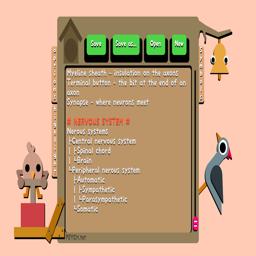 Save
Save as...
Open
New
Myeline sheath - insulation on the axons
Terminal button - the bit at the end of an
axon
Synapse - where neurons meet
# NERVOUS SYSTEM #
Nerous systems
├Central nervous system
| ├Spinal chord
| └Brain
└Peripheral nervous system
├Automatic
| ├Sympathetic
| └Parasympathetic
└Somatic